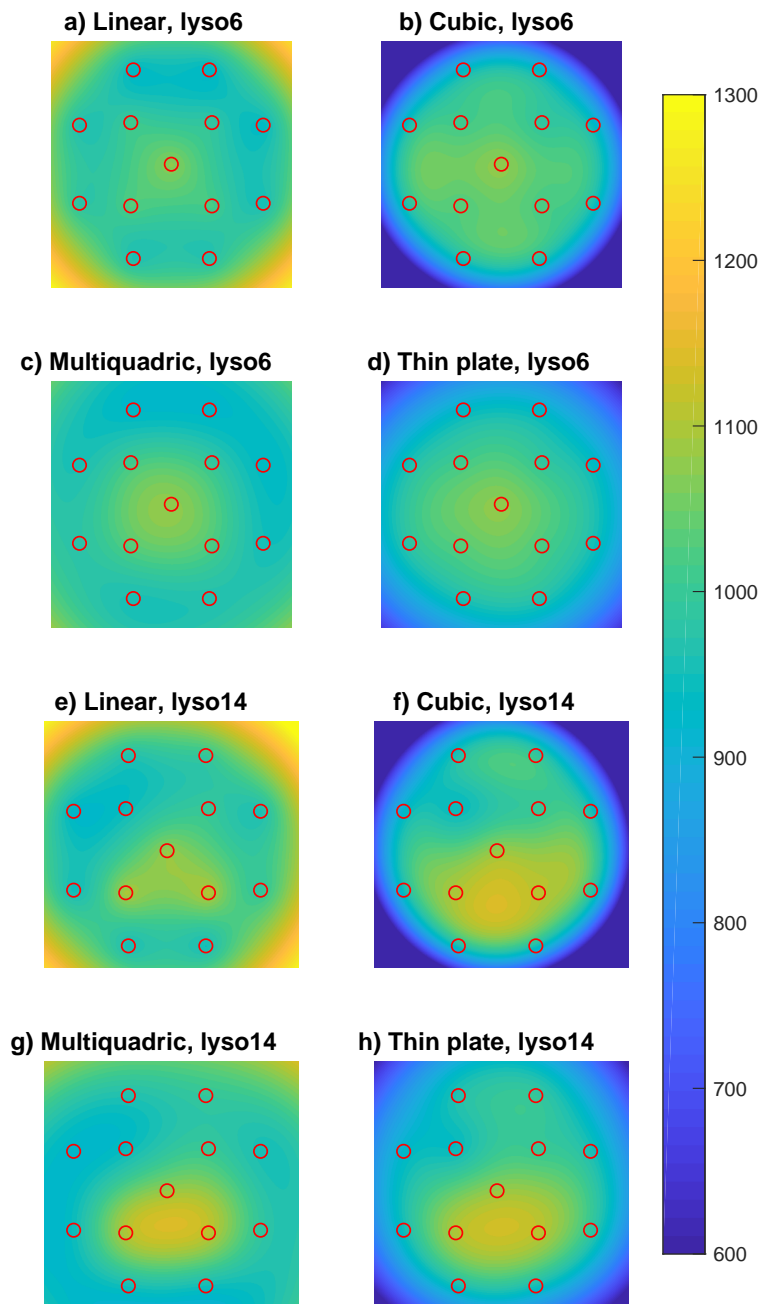 a) Linear, lyso6
b) Cubic, lyso6
c) Multiquadric, lyso6
d) Thin plate, lyso6
e) Linear, lyso14
f) Cubic, lyso14
g) Multiquadric, lyso14
h) Thin plate, lyso14
1300
1200
1100
1000
900
800
700
600